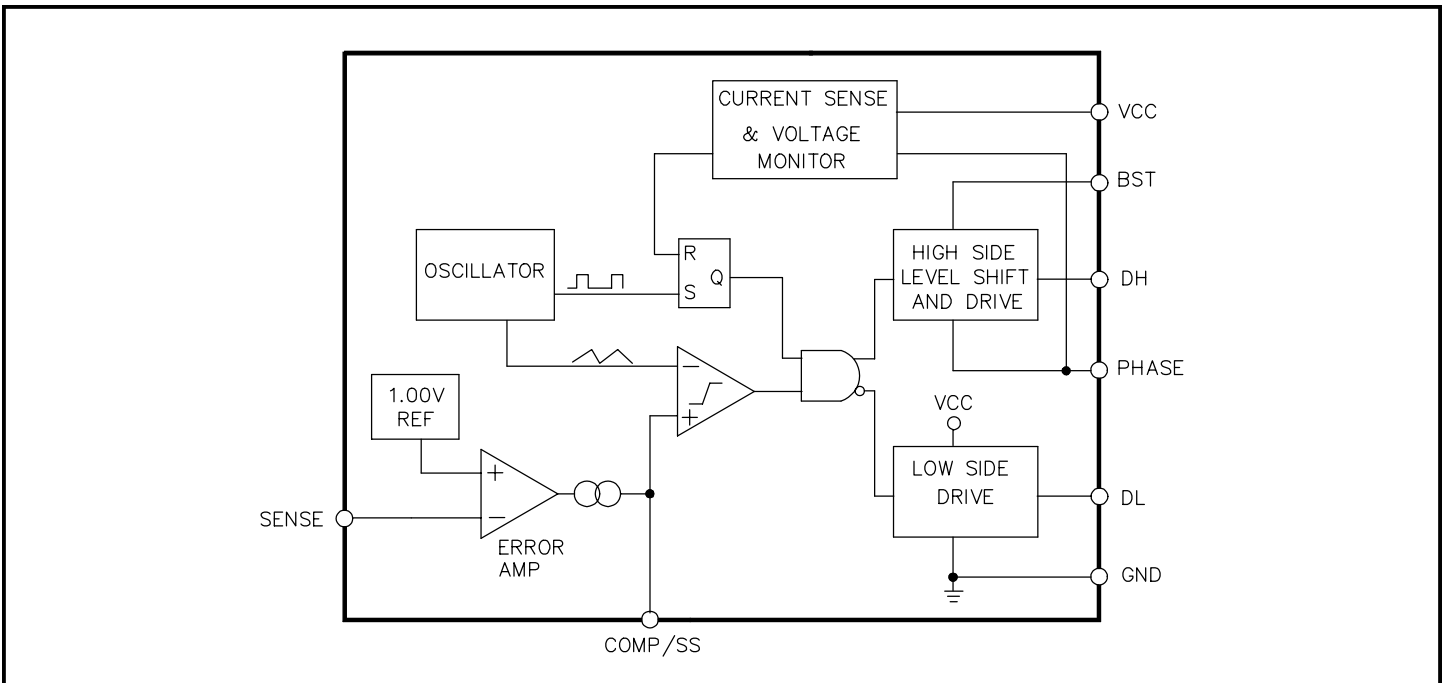 CURRENT SENSE
& VOLTAGE
MONITOR
VCC
BST
OSCILLATOR
R
S
Q
HIGH SIDE
LEVEL SHIFT
AND DRIVE
DH
PHASE
1.00V
REF
−
+
VCC
LOW SIDE
DRIVE
DL
+
−
SENSE
ERROR
AMP
GND
COMP/SS